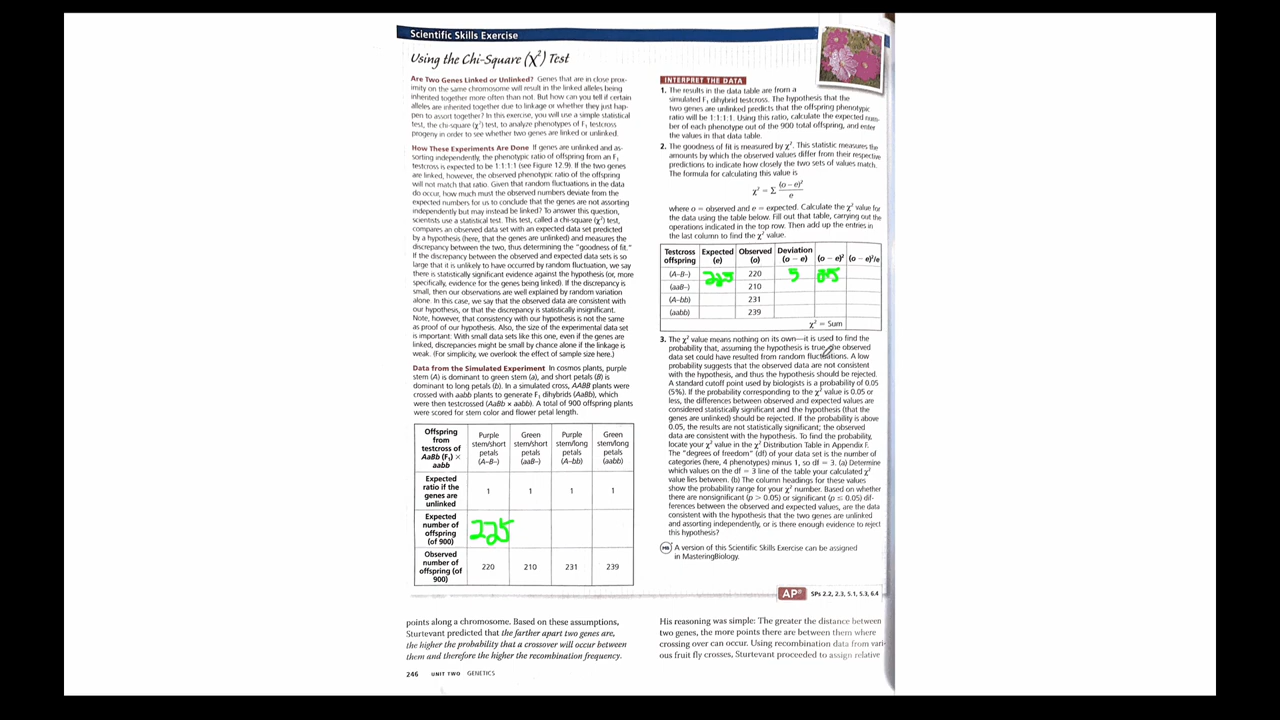 Scientific Skills Exercise
Using the Chi-Square (χ²) Test
Are Two Genes Linked or Unlinked? Genes that are in close prox-
imity on the same chromosome will result in the linked alleles being
inherited together more often than not. But how can you tell if certain
alleles are inherited together due to linkage or whether they just hap-
pen to assort together? In this exercise, you will use a simple statistical
test, the chi-square (χ²) test, to analyze phenotypes of F₁ testcross
progeny in order to see whether two genes are linked or unlinked.
How These Experiments Are Done If genes are unlinked and as-
sorting independently, the phenotypic ratio of offspring from an F₁
testcross is expected to be 1:1:1:1 (see Figure 12.9). If the two genes
are linked, however, the observed phenotypic ratio of the offspring
will not match that ratio. Given that random fluctuations in the data
do occur, how much must the observed numbers deviate from the
expected numbers for us to conclude that the genes are not assorting
independently but may instead be linked? To answer this question,
scientists use a statistical test. This test, called a chi-square (χ²) test,
compares an observed data set with an expected data set predicted
by a hypothesis (here, that the genes are unlinked) and measures the
discrepancy between the two, thus determining the "goodness of fit."
If the discrepancy between the observed and expected data sets is so
large that it is unlikely to have occurred by random fluctuation, we say
there is statistically significant evidence against the hypothesis (or, more
specifically, evidence for the genes being linked). If the discrepancy is
small, then our observations are well explained by random variation
alone. In this case, we say that the observed data are consistent with
our hypothesis, or that the discrepancy is statistically insignificant.
Note, however, that consistency with our hypothesis is not the same
as proof of our hypothesis. Also, the size of the experimental data set
is important: With small data sets like this one, even if the genes are
linked, discrepancies might be small by chance alone if the linkage is
weak. (For simplicity, we overlook the effect of sample size here.)
Data from the Simulated Experiment In cosmos plants, purple
stem (A) is dominant to green stem (a), and short petals (B) is
dominant to long petals (b). In a simulated cross, AABB plants were
crossed with aabb plants to generate F₁ dihybrids (AaBb), which
were then testcrossed (AaBb × aabb). A total of 900 offspring plants
were scored for stem color and flower petal length.
Offspring from testcross of AaBb (F₁) × aabb Purple stem/short petals (A–B–) Green stem/short petals (aaB–) Purple stem/long petals (A–bb) Green stem/long petals (aabb)
Expected ratio if the genes are unlinked 1 1 1 1
Expected number of offspring (of 900) 225
Observed number of offspring (of 900) 220 210 231 239
INTERPRET THE DATA
1. The results in the data table are from a
simulated F₁ dihybrid testcross. The hypothesis that the
two genes are unlinked predicts that the offspring phenotypic
ratio will be 1:1:1:1. Using this ratio, calculate the expected num-
ber of each phenotype out of the 900 total offspring, and enter
the values in that data table.
2. The goodness of fit is measured by χ². This statistic measures the
amounts by which the observed values differ from their respective
predictions to indicate how closely the two sets of values match.
The formula for calculating this value is
χ² = Σ (o – e)² / e
where o = observed and e = expected. Calculate the χ² value for
the data using the table below. Fill out that table, carrying out the
operations indicated in the top row. Then add up the entries in
the last column to find the χ² value.
Testcross offspring Expected (e) Observed (o) Deviation (o – e) (o – e)² (o – e)²/e
(A–B–) 225 220 5
(aaB–) 210
(A–bb) 231
(aabb) 239
χ² = Sum
3. The χ² value means nothing on its own—it is used to find the
probability that, assuming the hypothesis is true, the observed
data set could have resulted from random fluctuations. A low
probability suggests that the observed data are not consistent
with the hypothesis, and thus the hypothesis should be rejected.
A standard cutoff point used by biologists is a probability of 0.05
(5%). If the probability corresponding to the χ² value is 0.05 or
less, the differences between observed and expected values are
considered statistically significant and the hypothesis (that the
genes are unlinked) should be rejected. If the probability is above
0.05, the results are not statistically significant; the observed
data are consistent with the hypothesis. To find the probability,
locate your χ² value in the χ² Distribution Table in Appendix F.
The "degrees of freedom" (df) of your data set is the number of
categories (here, 4 phenotypes) minus 1, so df = 3. (a) Determine
which values on the df = 3 line of the table your calculated χ²
value lies between. (b) The column headings for these values
show the probability range for your χ² number. Based on whether
there are nonsignificant (p > 0.05) or significant (p ≤ 0.05) dif-
ferences between the observed and expected values, are the data
consistent with the hypothesis that the two genes are unlinked
and assorting independently, or is there enough evidence to reject
this hypothesis?
MB A version of this Scientific Skills Exercise can be assigned
in MasteringBiology.
AP® SPs 2.2, 2.3, 5.1, 5.3, 6.4
points along a chromosome. Based on these assumptions,
Sturtevant predicted that the farther apart two genes are,
the higher the probability that a crossover will occur between
them and therefore the higher the recombination frequency.
His reasoning was simple: The greater the distance between
two genes, the more points there are between them where
crossing over can occur. Using recombination data from vari-
ous fruit fly crosses, Sturtevant proceeded to assign relative
246 UNIT TWO GENETICS